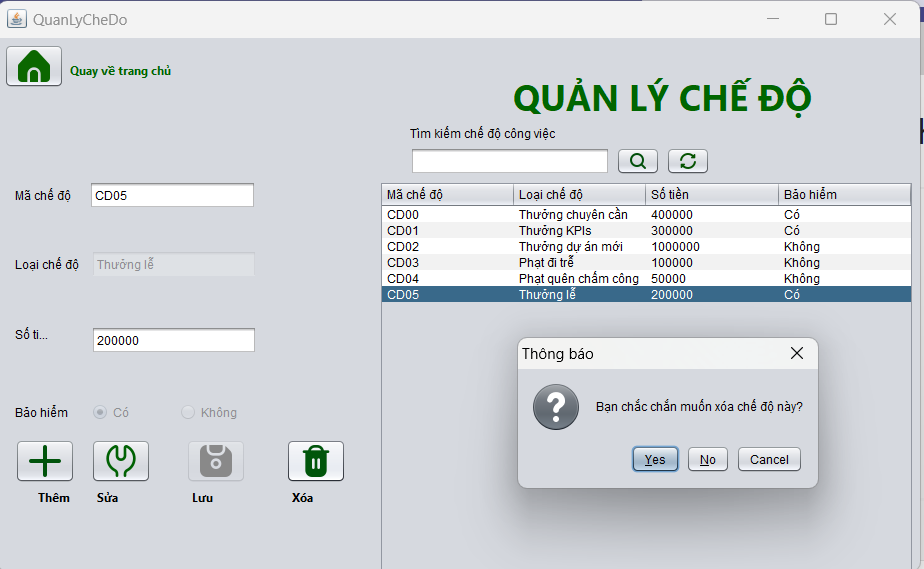 QuanLyCheDo
Quay về trang chủ
QUẢN LÝ CHẾ ĐỘ
Tìm kiếm chế độ công việc
Mã chế độ CD05
Loại chế độ Thưởng lễ
Số ti... 200000
Bảo hiểm Có Không
Thêm Sửa Lưu Xóa
Mã chế độ Loại chế độ Số tiền Bảo hiểm
CD00 Thưởng chuyên cần 400000 Có
CD01 Thưởng KPIs 300000 Có
CD02 Thưởng dự án mới 1000000 Không
CD03 Phạt đi trễ 100000 Không
CD04 Phạt quên chấm công 50000 Không
CD05 Thưởng lễ 200000 Có
Thông báo
Bạn chắc chắn muốn xóa chế độ này?
Yes No Cancel